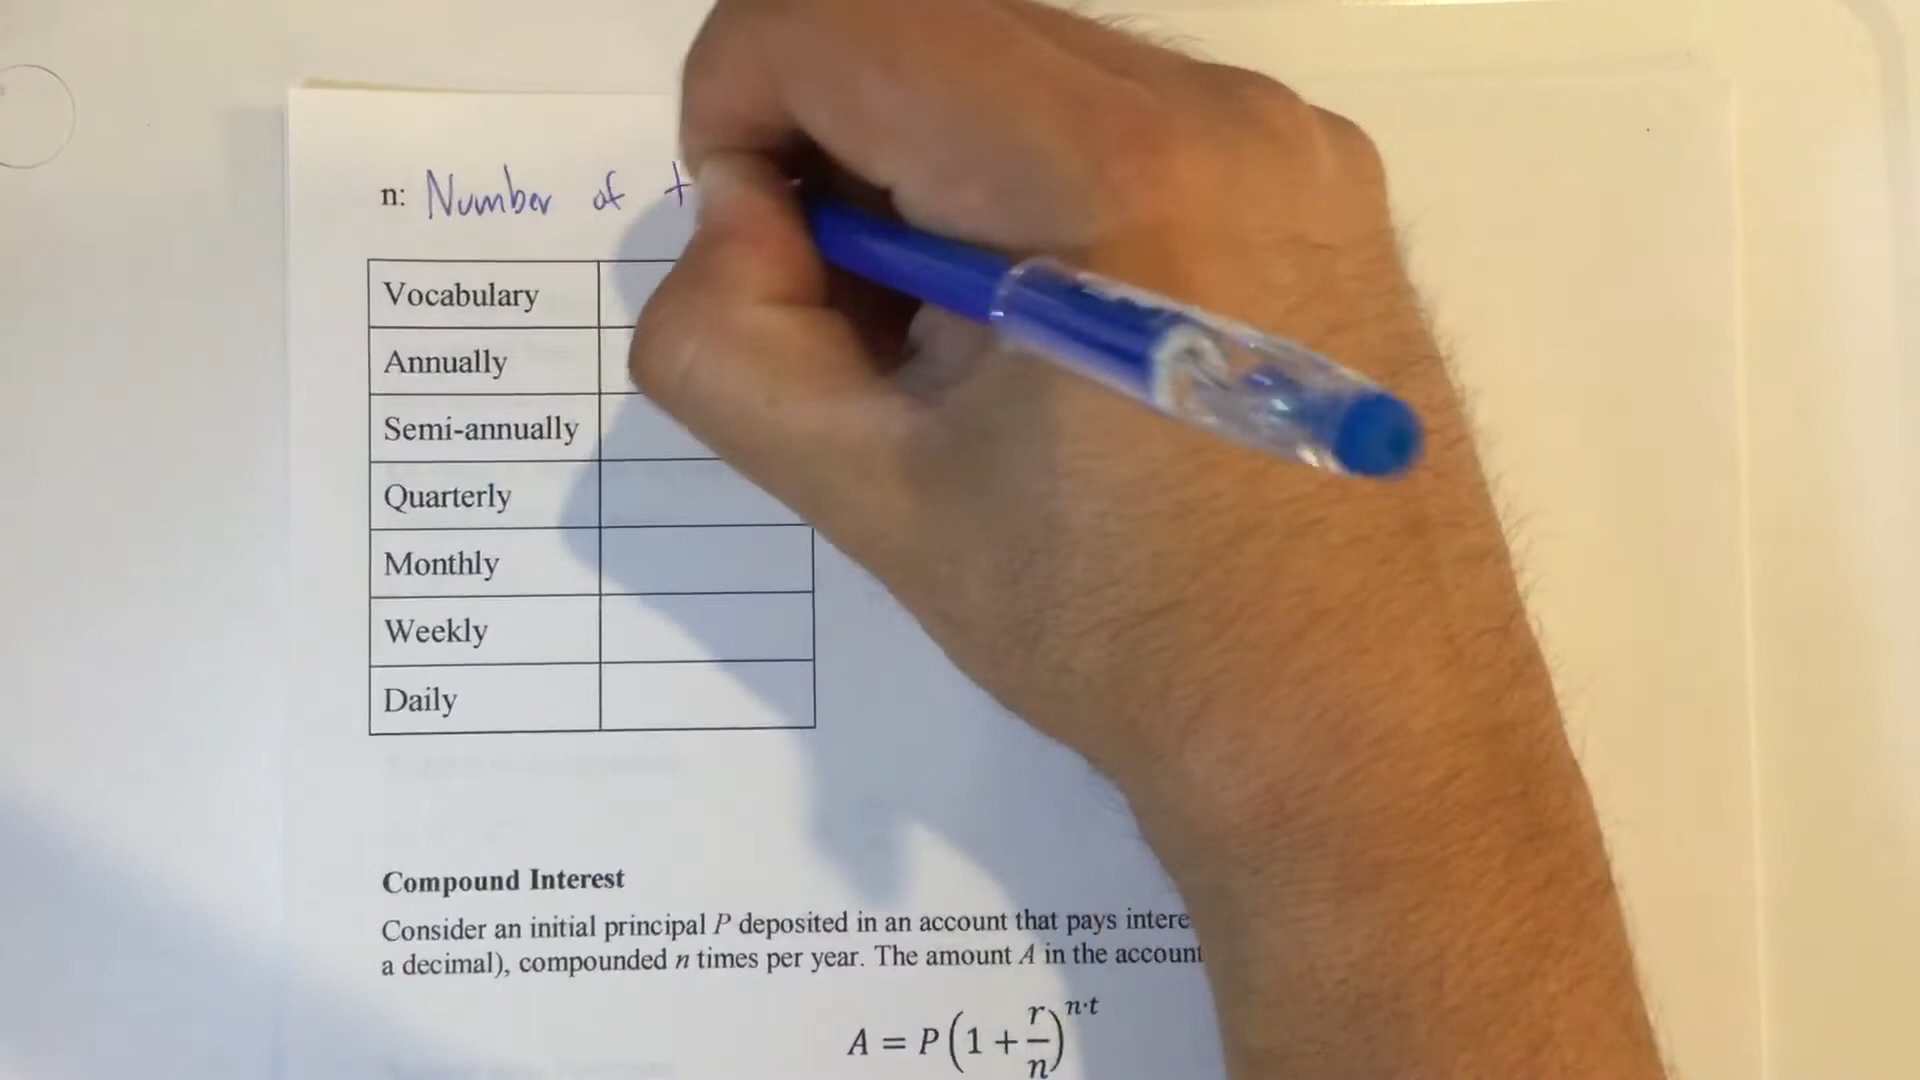 n: Number of t
Vocabulary
Annually
Semi-annually
Quarterly
Monthly
Weekly
Daily
Compound Interest
Consider an initial principal P deposited in an account that pays intere
a decimal), compounded n times per year. The amount A in the account
A = P(1 + r/n)^n·t